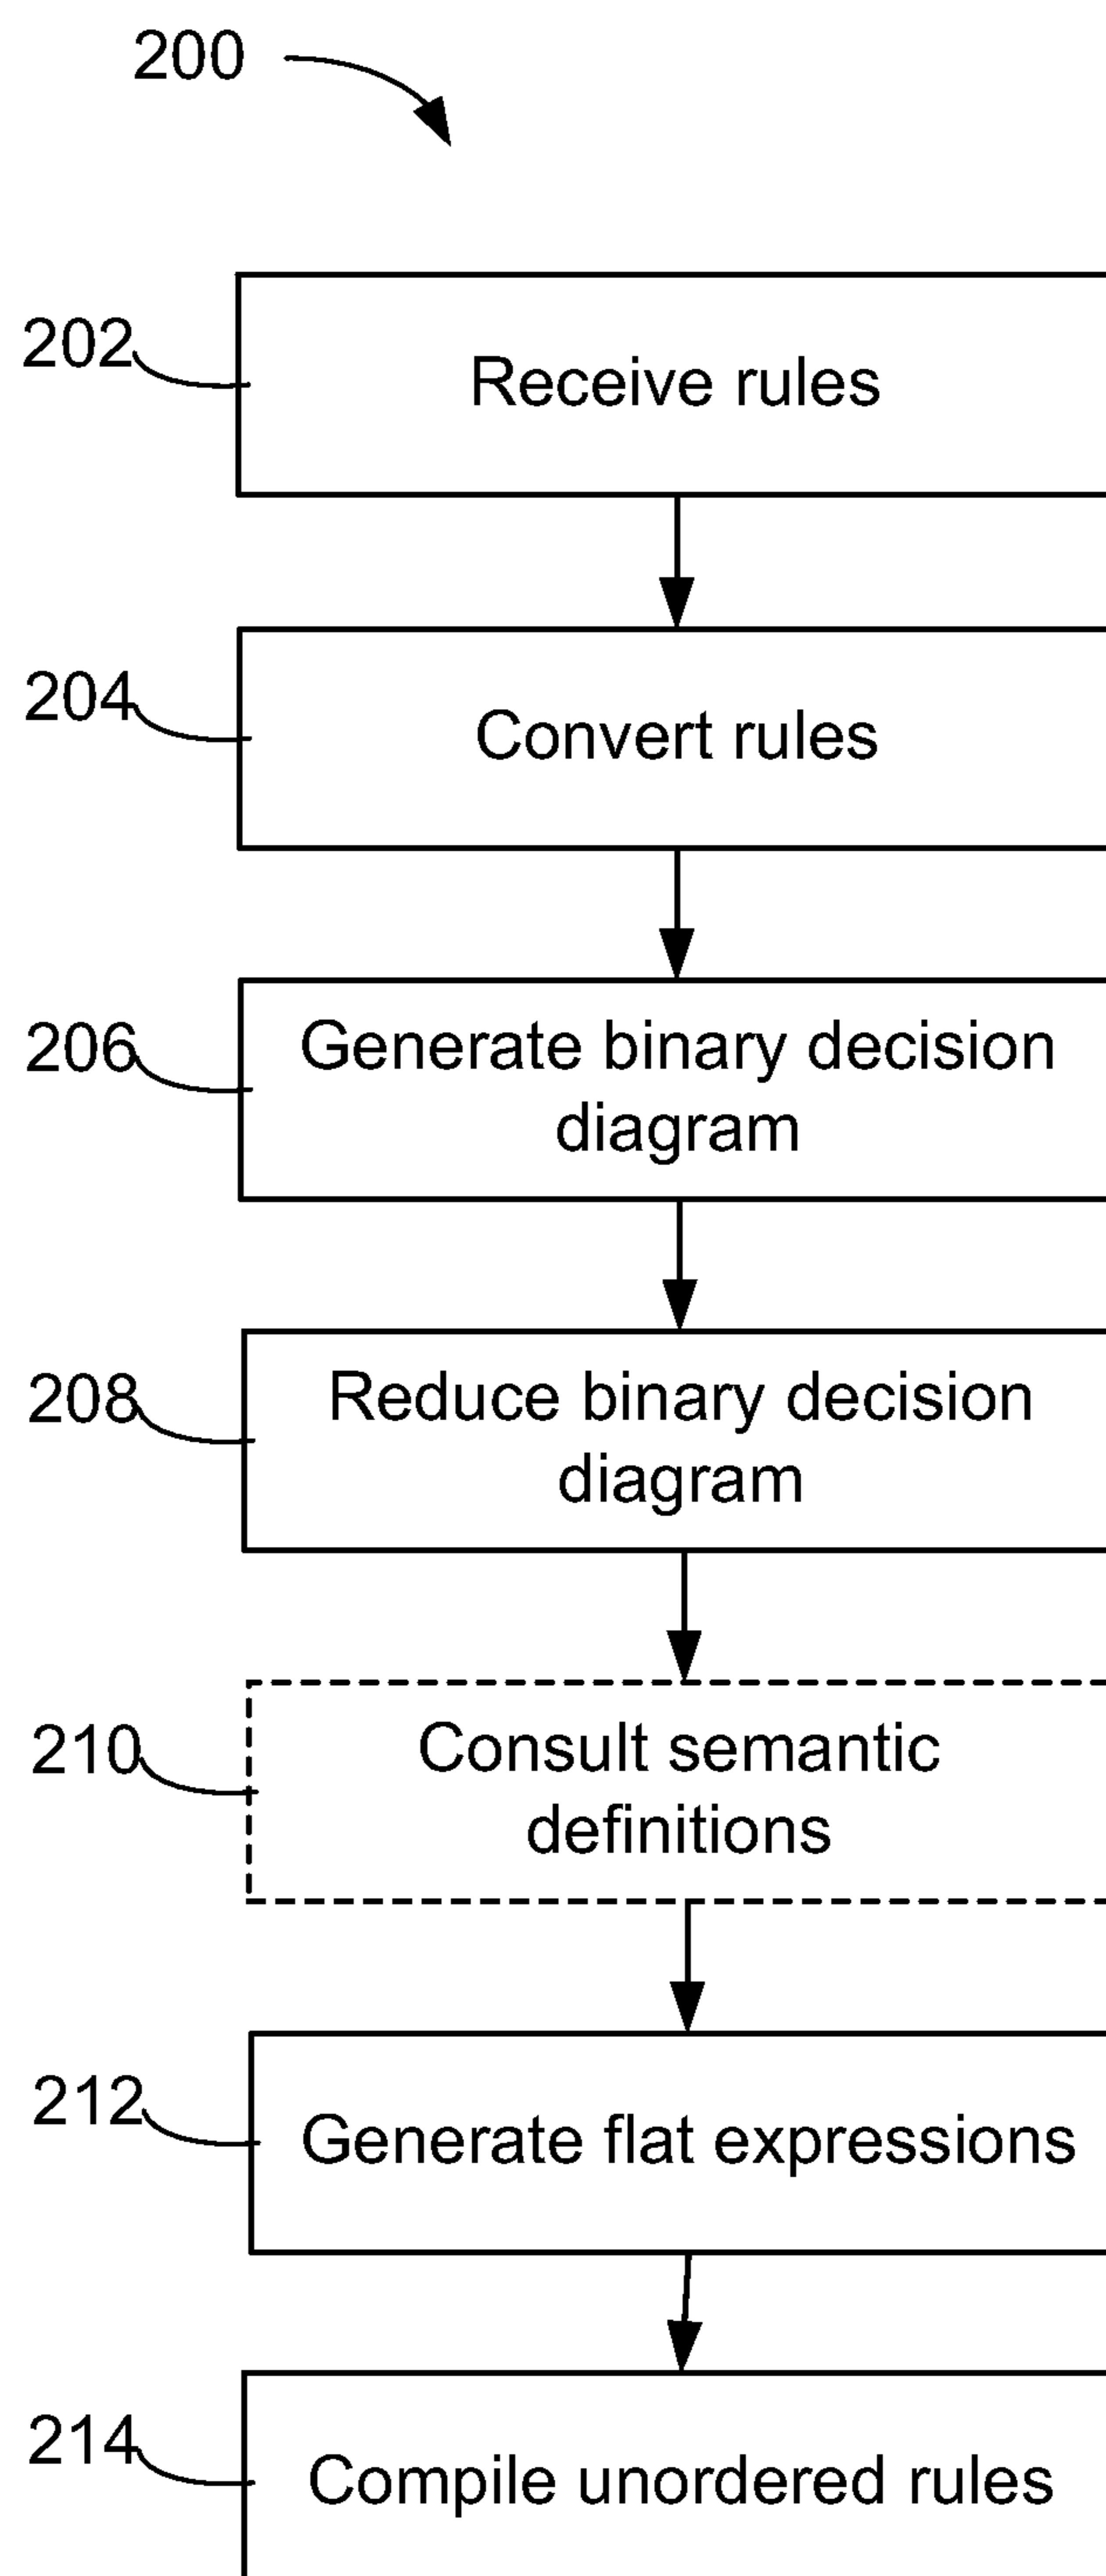 200
202
Receive rules
204
Convert rules
206
Generate binary decision
diagram
208
Reduce binary decision
diagram
210
Consult semantic
definitions
212
Generate flat expressions
214
Compile unordered rules